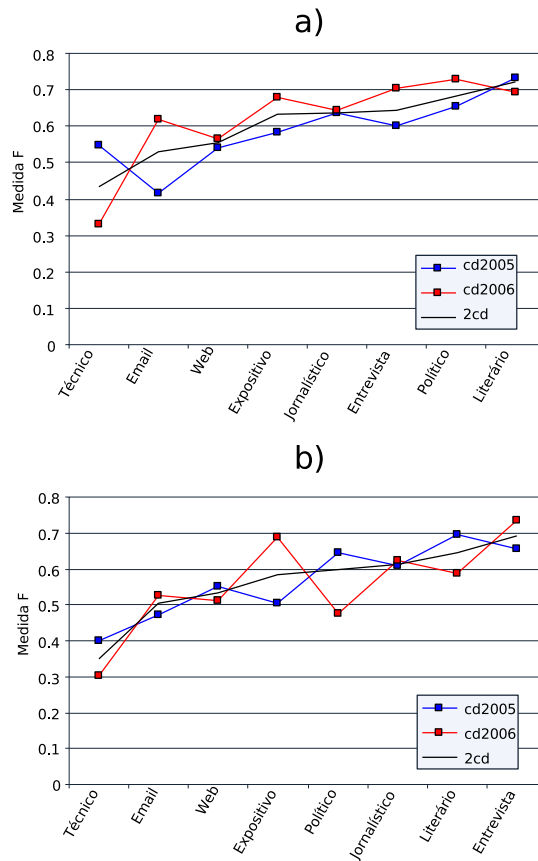 a)
Medida F
0.8
0.7
0.6
0.5
0.4
0.3
0.2
0.1
0
cd2005
cd2006
2cd
Técnico
Email
Web
Expositivo
Jornalístico
Entrevista
Político
Literário
b)
Medida F
0.8
0.7
0.6
0.5
0.4
0.3
0.2
0.1
0
cd2005
cd2006
2cd
Técnico
Email
Web
Expositivo
Político
Jornalístico
Literário
Entrevista